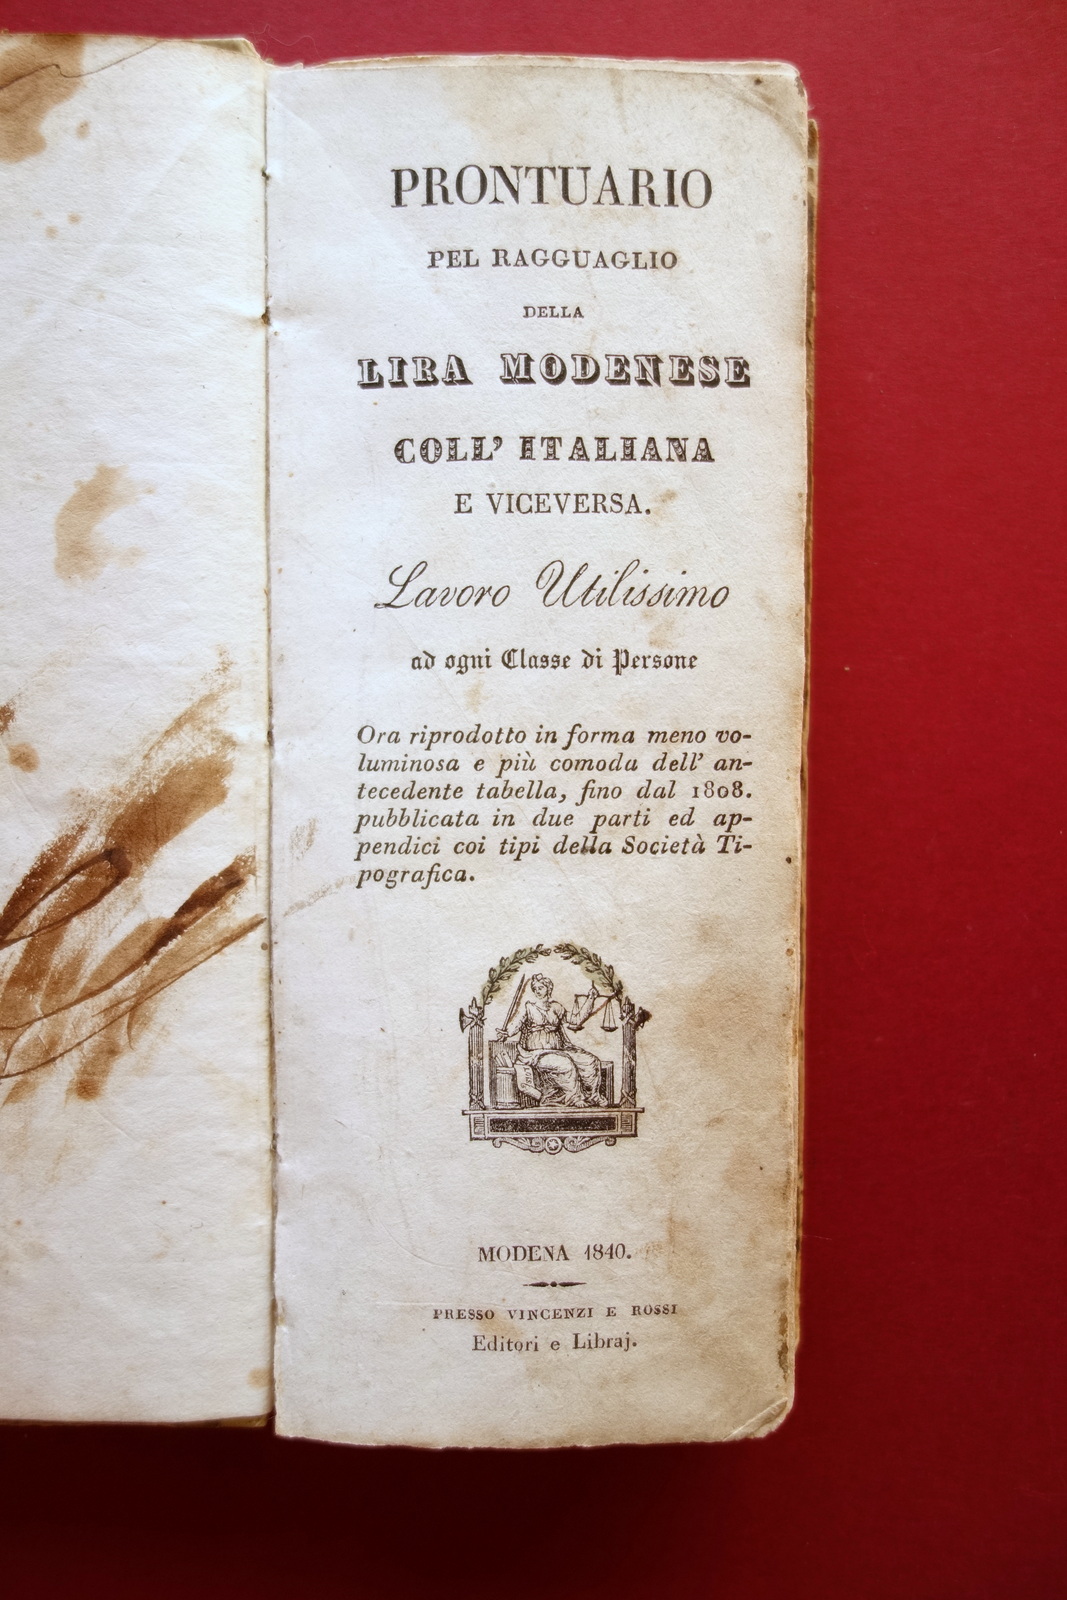 PRONTUARIO
PEL RAGGUAGLIO
DELLA
LIRA MODENESE
COLL' ITALIANA
E VICEVERSA.
Lavoro Utilissimo
ad ogni Classe di Persone
Ora riprodotto in forma meno vo-
luminosa e più comoda dell' an-
tecedente tabella, fino dal 1808.
pubblicata in due parti ed ap-
pendici coi tipi della Società Ti-
pografica.
MODENA 1840.
PRESSO VINCENZI E ROSSI
Editori e Libraj.